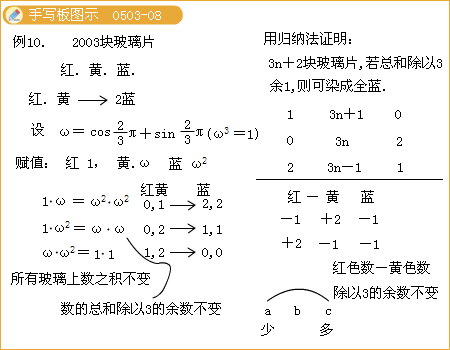 手写板图示 0503-08
例10. 2003块玻璃片
红. 黄. 蓝.
红. 黄 → 2蓝
设 ω=cos2/3π+sin 2/3π(ω³=1)
赋值: 红 1, 黄.ω 蓝 ω²
红黄 蓝
1·ω = ω²·ω² 0,1 → 2,2
1·ω² = ω · ω 0,2 → 1,1
ω·ω² = 1·1 1,2 → 0,0
所有玻璃上数之积不变
数的总和除以3的余数不变
用归纳法证明:
3n+2块玻璃片,若总和除以3
余1,则可染成全蓝.
1 3n+1 0
0 3n 2
2 3n-1 1
红 - 黄 蓝
-1 +2 -1
+2 -1 -1
红色数-黄色数
除以3的余数不变
a b c
少 多